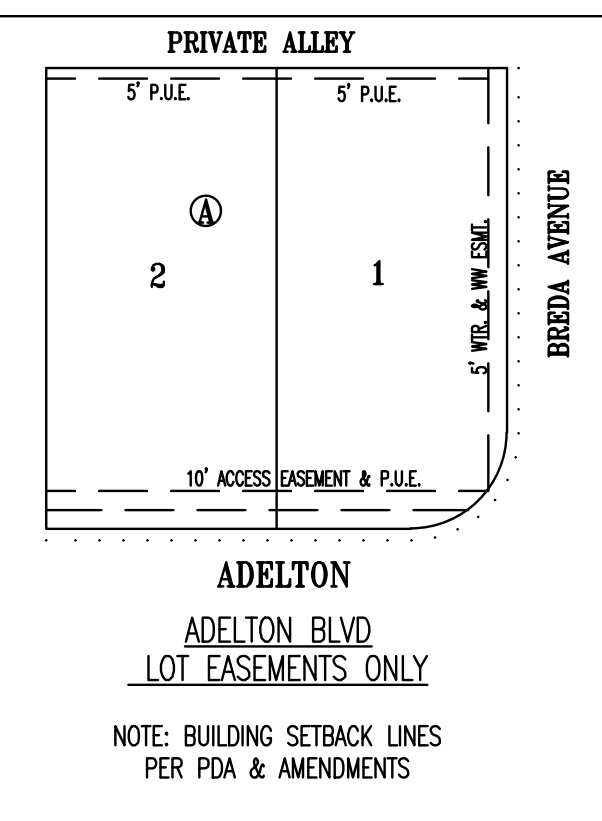 PRIVATE ALLEY
5' P.U.E.
5' P.U.E.
A
2
1
5' WTR. & WW ESMT.
BREDA AVENUE
10' ACCESS EASEMENT & P.U.E.
ADELTON
ADELTON BLVD
LOT EASEMENTS ONLY
NOTE: BUILDING SETBACK LINES
PER PDA & AMENDMENTS